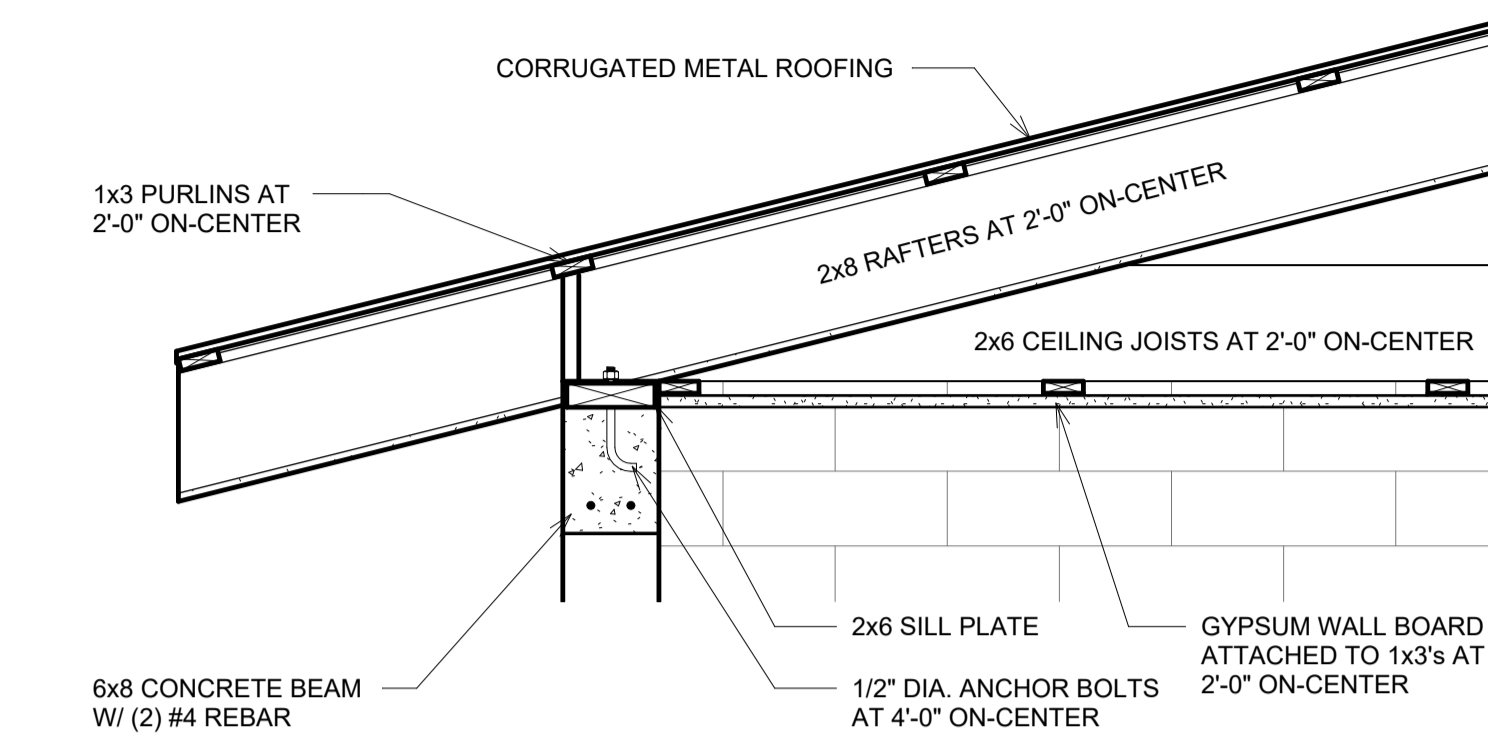 CORRUGATED METAL ROOFING
1x3 PURLINS AT
2'-0" ON-CENTER
2x8 RAFTERS AT 2'-0" ON-CENTER
2x6 CEILING JOISTS AT 2'-0" ON-CENTER
2x6 SILL PLATE
GYPSUM WALL BOARD
ATTACHED TO 1x3's AT
2'-0" ON-CENTER
6x8 CONCRETE BEAM
W/ (2) #4 REBAR
1/2" DIA. ANCHOR BOLTS
AT 4'-0" ON-CENTER